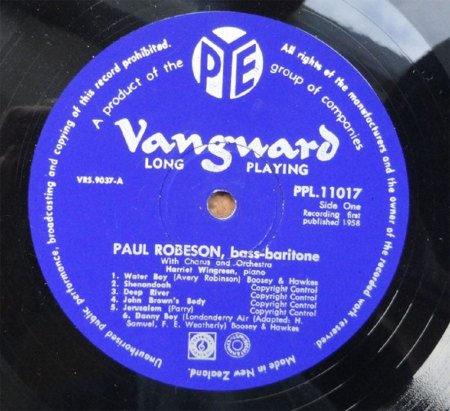 Unauthorised public performance, broadcasting and copying of this record prohibited.
All rights of the manufacturers and the owner of the recorded work reserved
A product of the PYE group of companies
Vanguard
LONG PLAYING
VRS.9037-A
PPL.11017
Side One
Recording first
published 1958
PAUL ROBESON, bass-baritone
With Chorus and Orchestra
Harriet Wingreen, piano
1. Water Boy (Avery Robinson) Boosey & Hawkes
2. Shenandoah Copyright Control
3. Deep River Copyright Control
4. John Brown's Body Copyright Control
5. Jerusalem (Parry) Copyright Control
6. Danny Boy (Londonderry Air (Adapted: H.
Samuel, F. E. Weatherly) Boosey & Hawkes
Made in New Zealand.